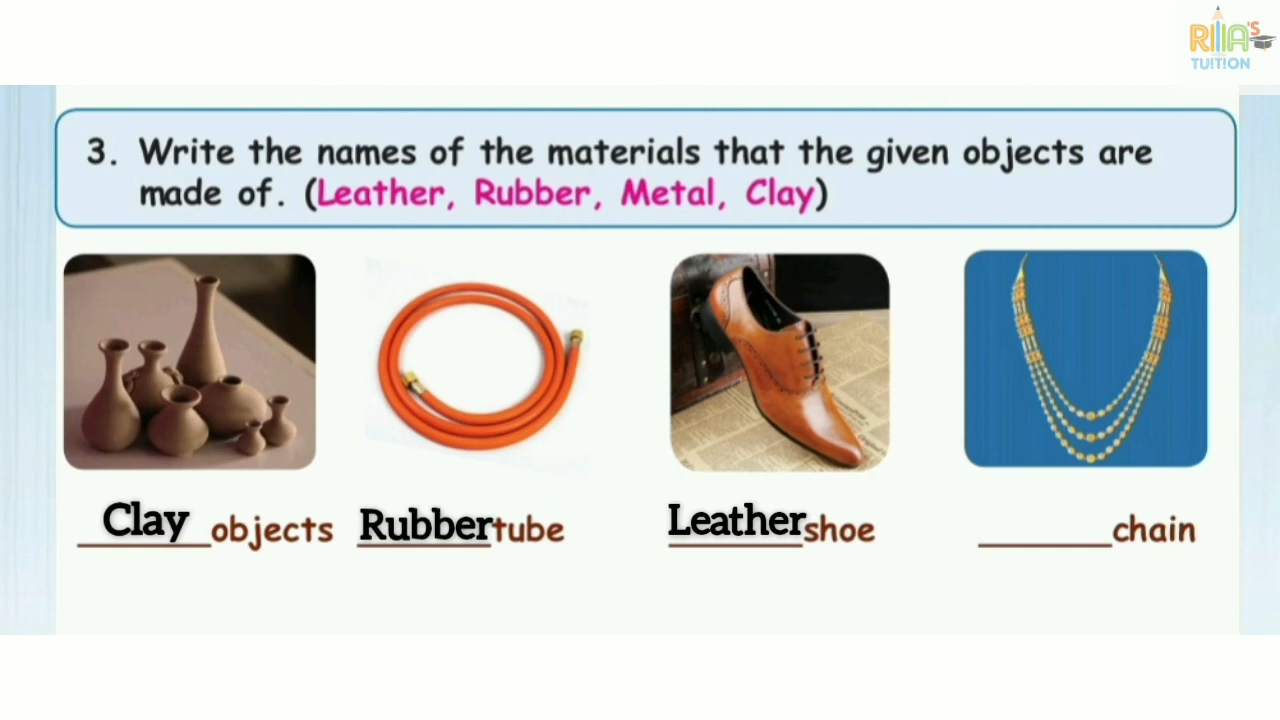 RIIA'S
TUITION
3. Write the names of the materials that the given objects are
made of. (Leather, Rubber, Metal, Clay)
Clay objects Rubber tube Leather shoe ________chain